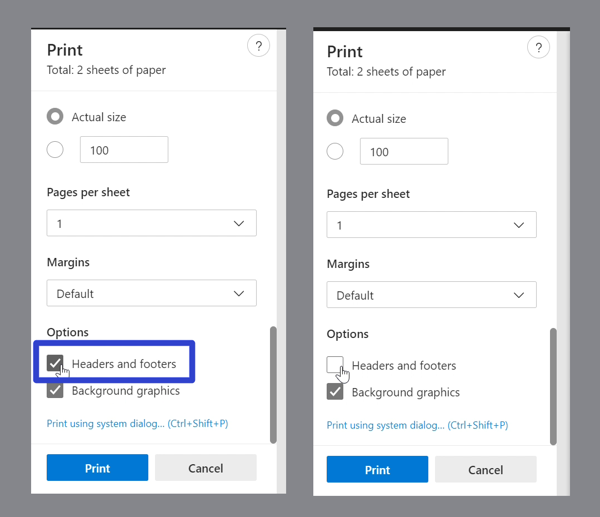 Print
?
Total: 2 sheets of paper
Actual size
100
Pages per sheet
1
Margins
Default
Options
Headers and footers
Background graphics
Print using system dialog... (Ctrl+Shift+P)
Print
Cancel
Print
?
Total: 2 sheets of paper
Actual size
100
Pages per sheet
1
Margins
Default
Options
Headers and footers
Background graphics
Print using system dialog... (Ctrl+Shift+P)
Print
Cancel